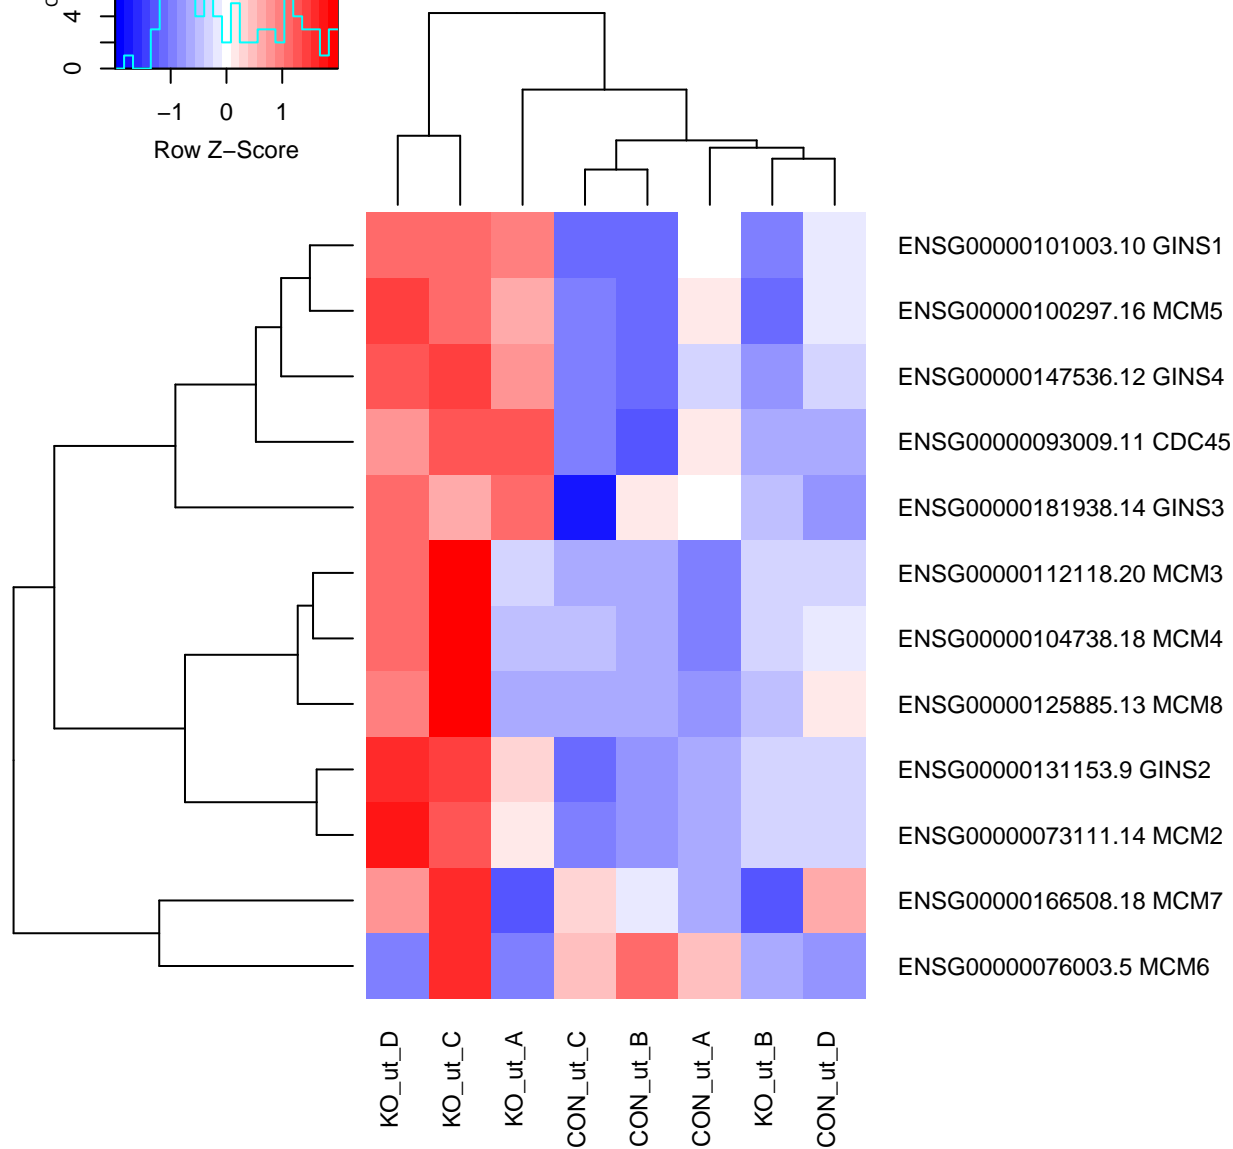 4
0
−1 0 1
Row Z−Score
ENSG00000101003.10 GINS1
ENSG00000100297.16 MCM5
ENSG00000147536.12 GINS4
ENSG00000093009.11 CDC45
ENSG00000181938.14 GINS3
ENSG00000112118.20 MCM3
ENSG00000104738.18 MCM4
ENSG00000125885.13 MCM8
ENSG00000131153.9 GINS2
ENSG00000073111.14 MCM2
ENSG00000166508.18 MCM7
ENSG00000076003.5 MCM6
KO_ut_D
KO_ut_C
KO_ut_A
CON_ut_C
CON_ut_B
CON_ut_A
KO_ut_B
CON_ut_D